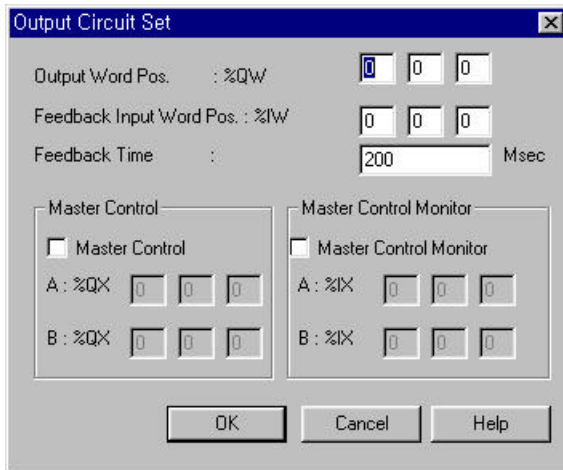 Output Circuit Set
Output Word Pos. : %QW 0 0 0
Feedback Input Word Pos. : %IW 0 0 0
Feedback Time : 200 Msec
Master Control
Master Control
A : %QX 0 0 0
B : %QX 0 0 0
Master Control Monitor
Master Control Monitor
A : %IX 0 0 0
B : %IX 0 0 0
OK Cancel Help